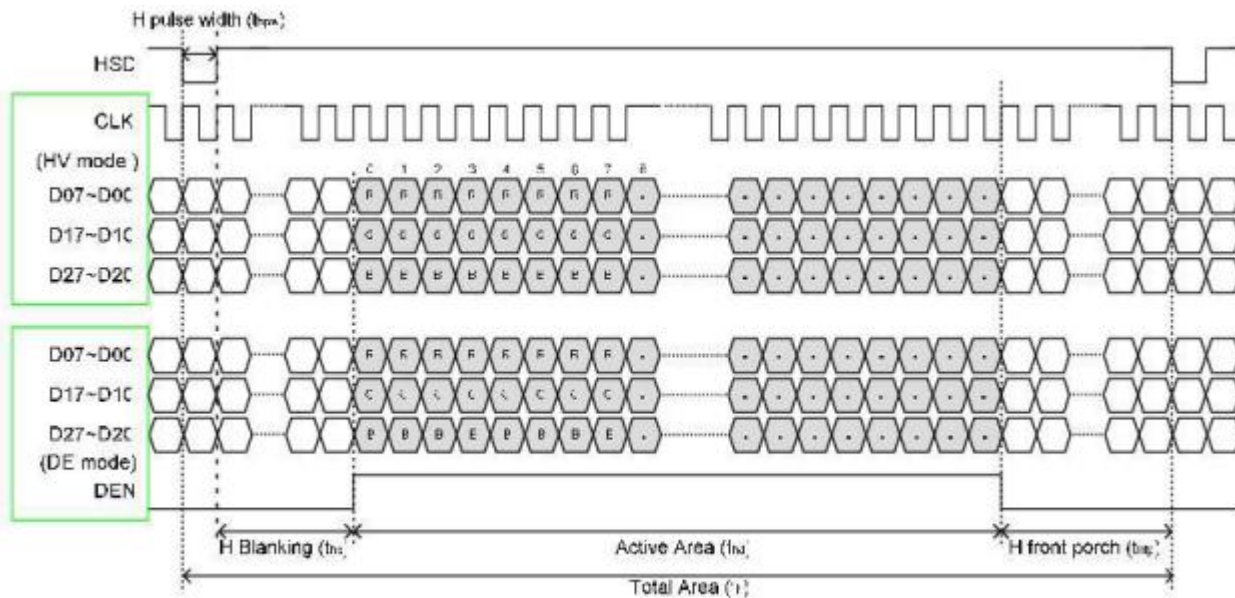 H pulse width (thpw)
HSD
CLK
(HV mode )
0 1 2 3 4 5 6 7 8
D07~D00 R R R R R R R R
D17~D10 G G G G G G G G
D27~D20 B B B B B B B B
D07~D00 R R R R R R R R
D17~D10 G G G G G G G G
D27~D20 B B B B B B B B
(DE mode)
DEN
H Blanking Active Area H front porch
Total Area